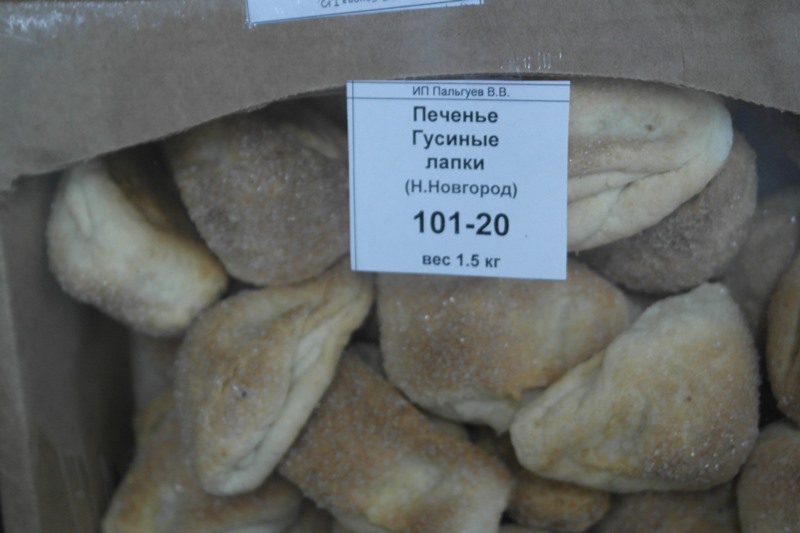 ИП Пальгуев В.В.
Печенье
Гусиные
лапки
(Н.Новгород)
101-20
вес 1.5 кг